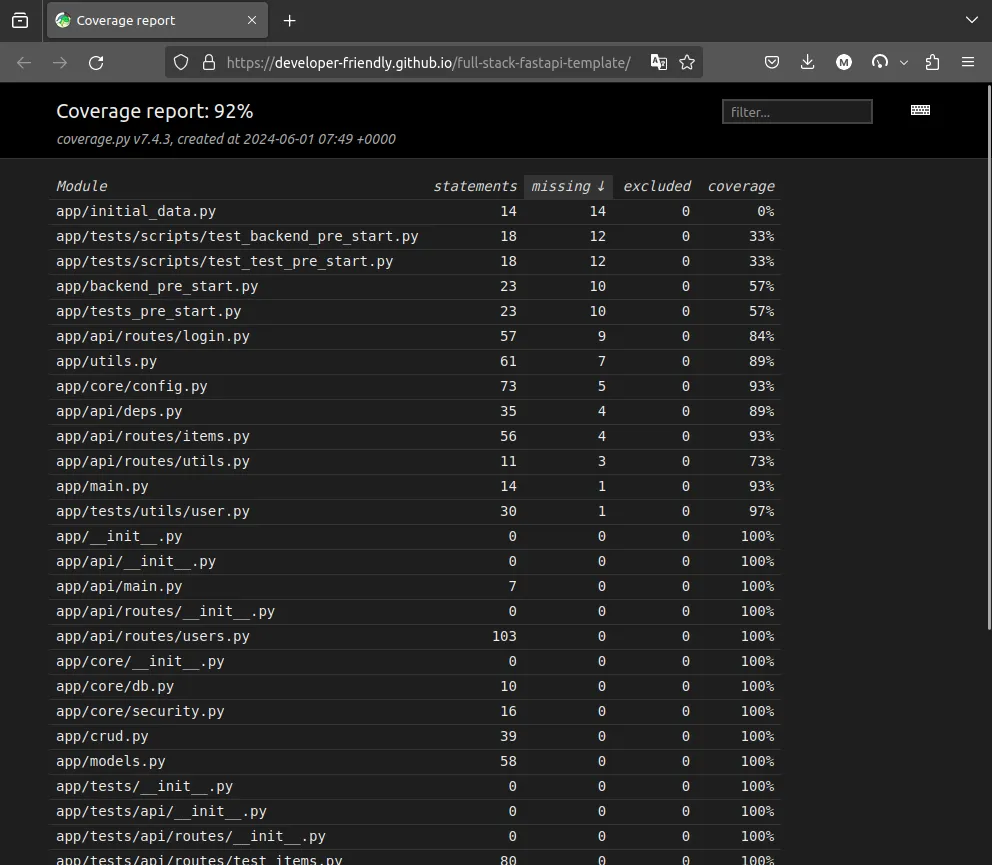 Coverage report
https://developer-friendly.github.io/full-stack-fastapi-template/
M
Coverage report: 92%
filter...
coverage.py v7.4.3, created at 2024-06-01 07:49 +0000
Module statements missing ↓ excluded coverage
app/initial_data.py 14 14 0 0%
app/tests/scripts/test_backend_pre_start.py 18 12 0 33%
app/tests/scripts/test_test_pre_start.py 18 12 0 33%
app/backend_pre_start.py 23 10 0 57%
app/tests_pre_start.py 23 10 0 57%
app/api/routes/login.py 57 9 0 84%
app/utils.py 61 7 0 89%
app/core/config.py 73 5 0 93%
app/api/deps.py 35 4 0 89%
app/api/routes/items.py 56 4 0 93%
app/api/routes/utils.py 11 3 0 73%
app/main.py 14 1 0 93%
app/tests/utils/user.py 30 1 0 97%
app/__init__.py 0 0 0 100%
app/api/__init__.py 0 0 0 100%
app/api/main.py 7 0 0 100%
app/api/routes/__init__.py 0 0 0 100%
app/api/routes/users.py 103 0 0 100%
app/core/__init__.py 0 0 0 100%
app/core/db.py 10 0 0 100%
app/core/security.py 16 0 0 100%
app/crud.py 39 0 0 100%
app/models.py 58 0 0 100%
app/tests/__init__.py 0 0 0 100%
app/tests/api/__init__.py 0 0 0 100%
app/tests/api/routes/__init__.py 0 0 0 100%
app/tests/api/routes/test_items.py 80 0 0 100%